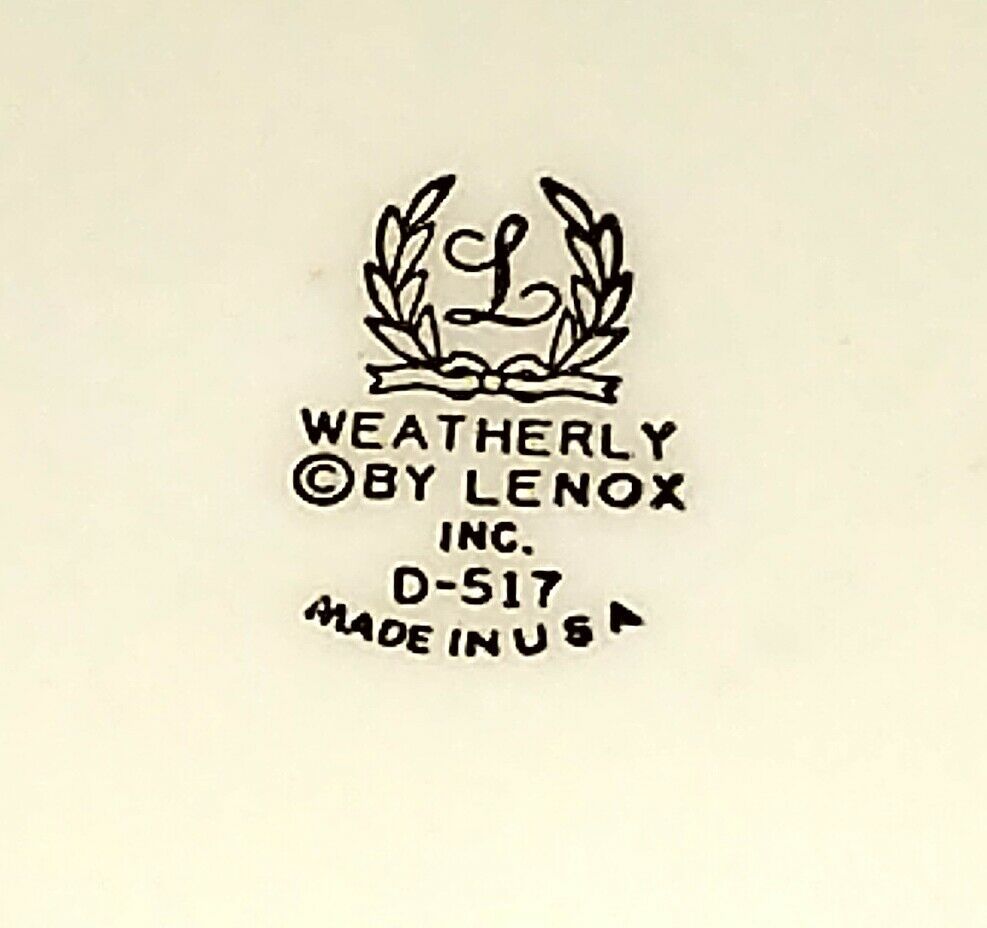 L
WEATHERLY
©BY LENOX
INC.
D-517
MADE IN USA